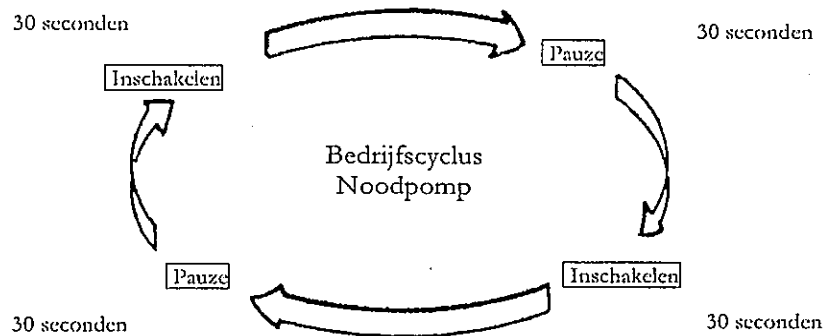 30 seconden
30 seconden
Pauze
Inschakelen
Bedrijfscyclus
Noodpomp
Pauze
Inschakelen
30 seconden
30 seconden